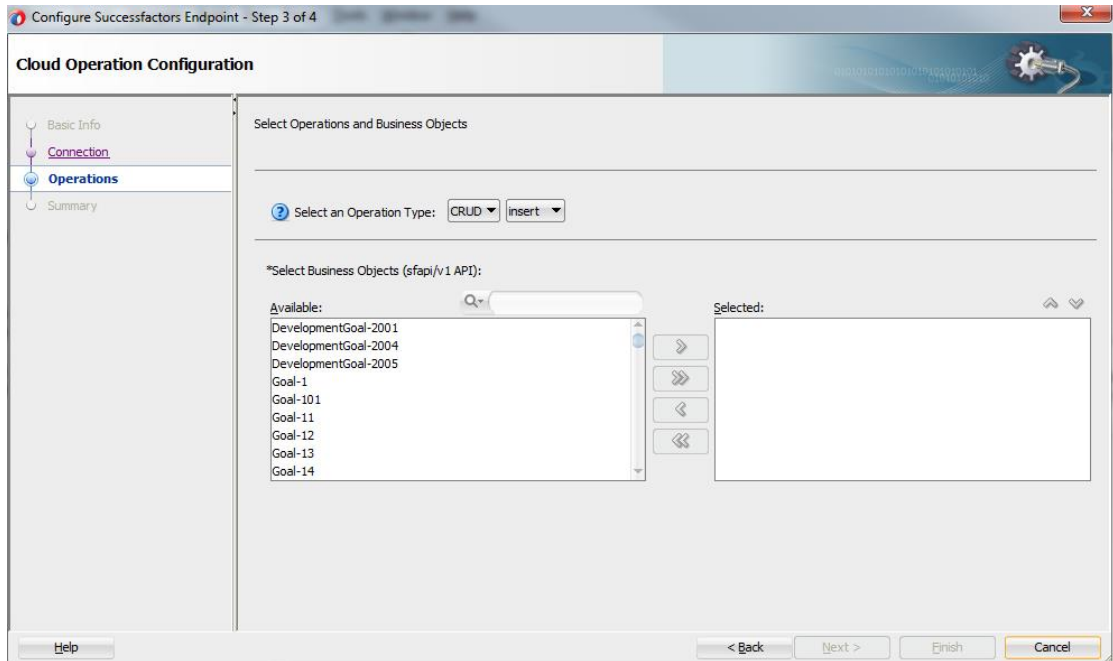 Configure Successfactors Endpoint - Step 3 of 4
Cloud Operation Configuration
Basic Info
Connection
Operations
Summary
Select Operations and Business Objects
Select an Operation Type: CRUD insert
*Select Business Objects (sfapi/v1 API):
Available:
Selected:
DevelopmentGoal-2001
DevelopmentGoal-2004
DevelopmentGoal-2005
Goal-1
Goal-101
Goal-11
Goal-12
Goal-13
Goal-14
Help
< Back
Next >
Finish
Cancel